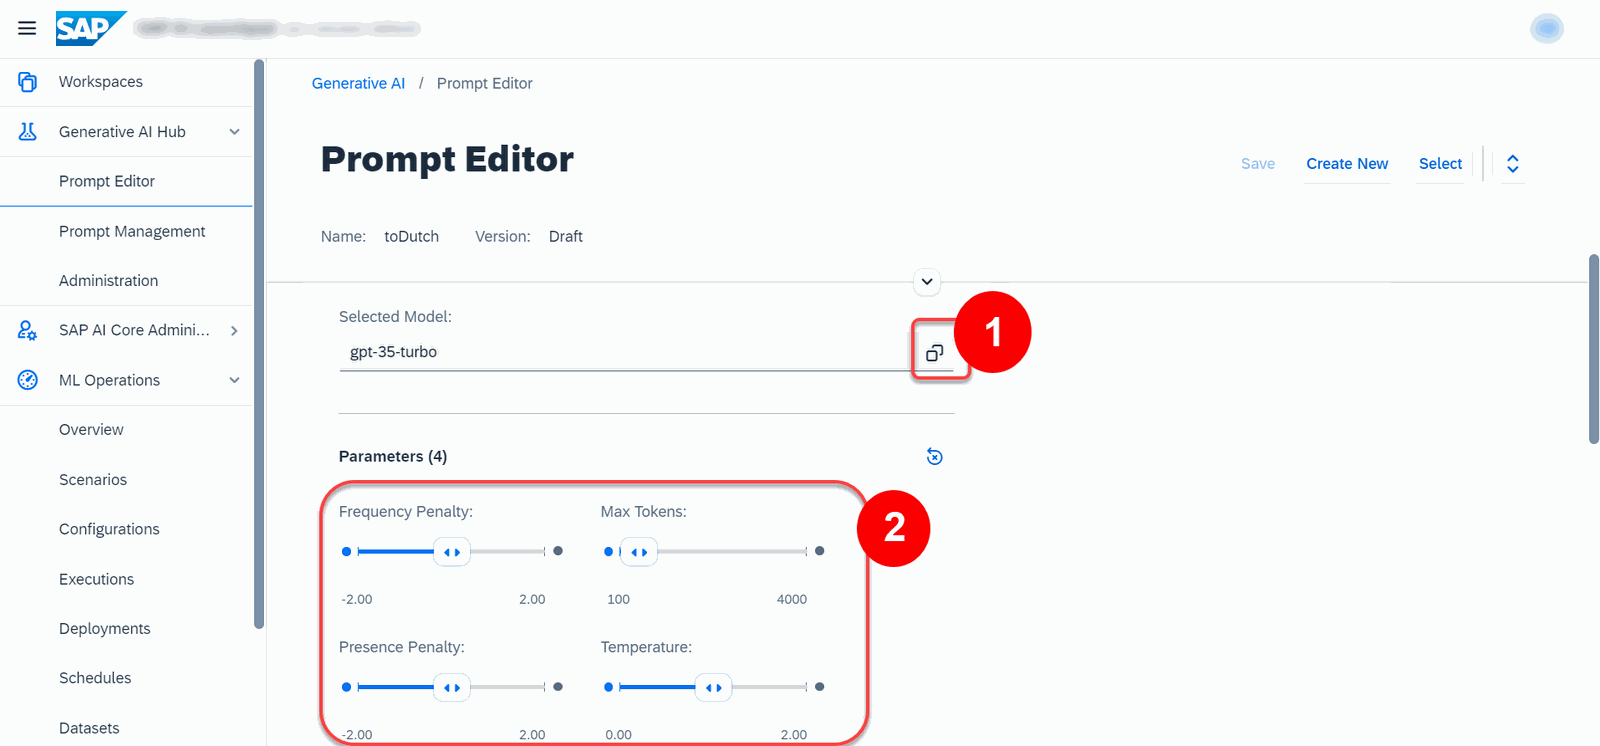 SAP
Workspaces
Generative AI Hub
Prompt Editor
Prompt Management
Administration
SAP AI Core Admini...
ML Operations
Overview
Scenarios
Configurations
Executions
Deployments
Schedules
Datasets
Generative AI / Prompt Editor
Prompt Editor
Save Create New Select
Name: toDutch Version: Draft
Selected Model:
gpt-35-turbo
1
Parameters (4)
2
Frequency Penalty: Max Tokens:
-2.00 2.00 100 4000
Presence Penalty: Temperature:
-2.00 2.00 0.00 2.00